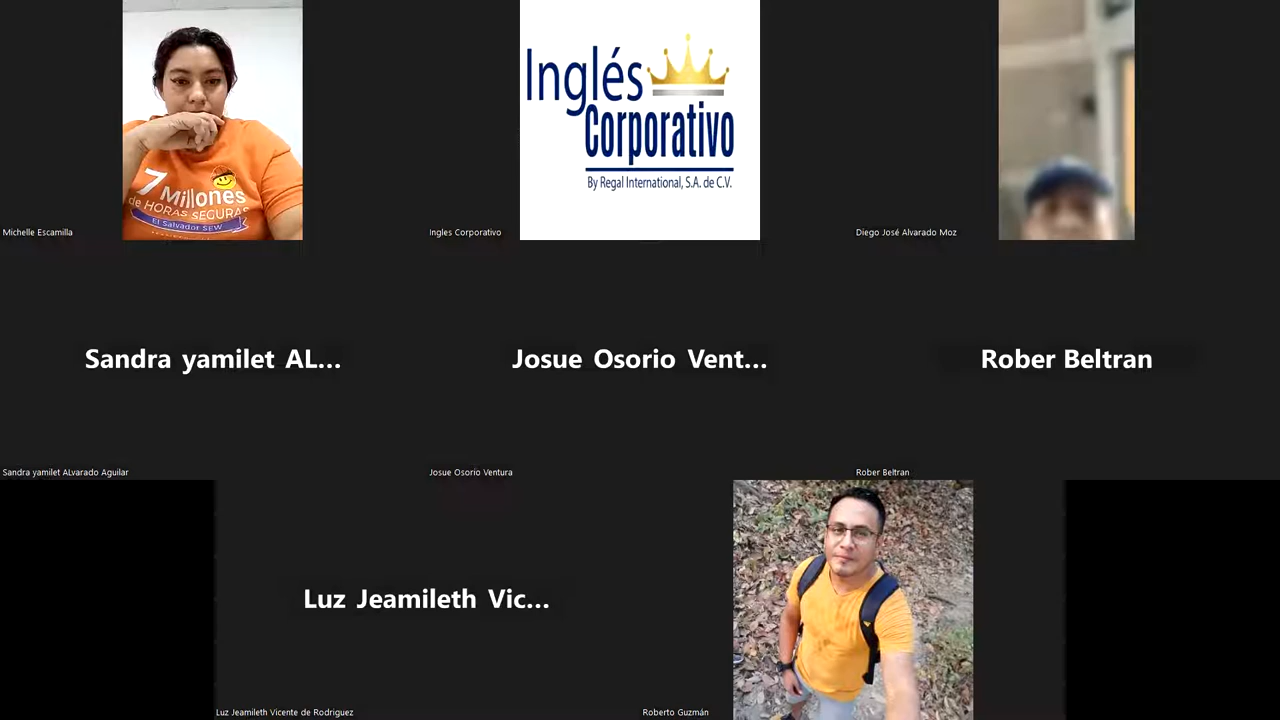 7 Millones
de HORAS SEGURAS
El Salvador SEW
Michelle Escamilla
Inglés
Corporativo
By Regal International, S.A. de C.V.
Ingles Corporativo
Diego José Alvarado Moz
Sandra yamilet AL...
Josue Osorio Vent...
Rober Beltran
Sandra yamilet ALvarado Aguilar
Josue Osorio Ventura
Rober Beltran
Luz Jeamileth Vic...
Luz Jeamileth Vicente de Rodriguez
Roberto Guzmán